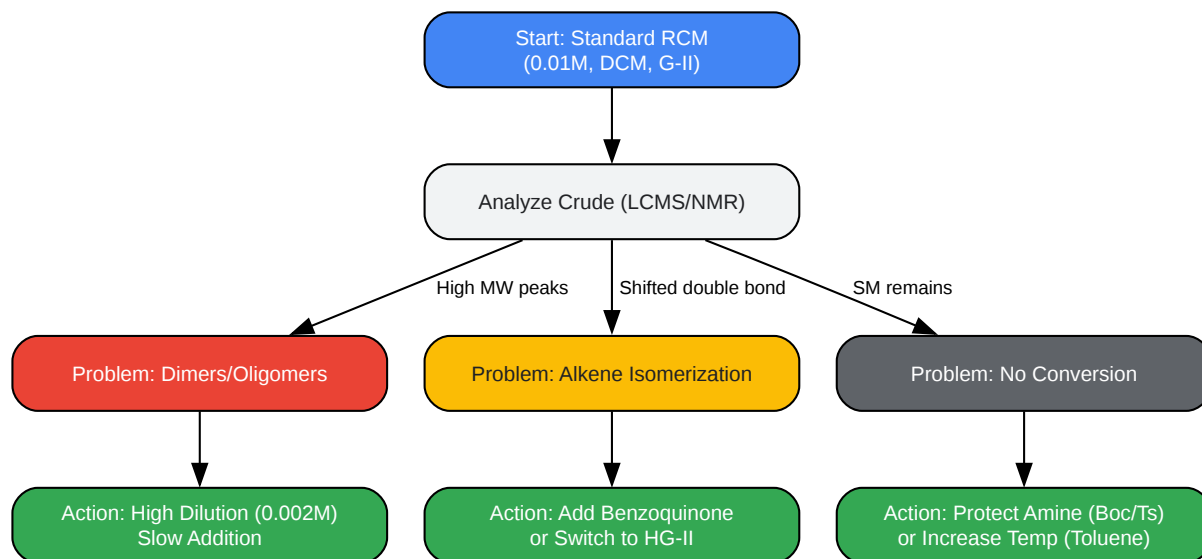 Start: Standard RCM
(0.01M, DCM, G-II)
Analyze Crude (LCMS/NMR)
High MW peaks
Shifted double bond
SM remains
Problem: Dimers/Oligomers
Problem: Alkene Isomerization
Problem: No Conversion
Action: High Dilution (0.002M)
Slow Addition
Action: Add Benzoquinone
or Switch to HG-II
Action: Protect Amine (Boc/Ts)
or Increase Temp (Toluene)